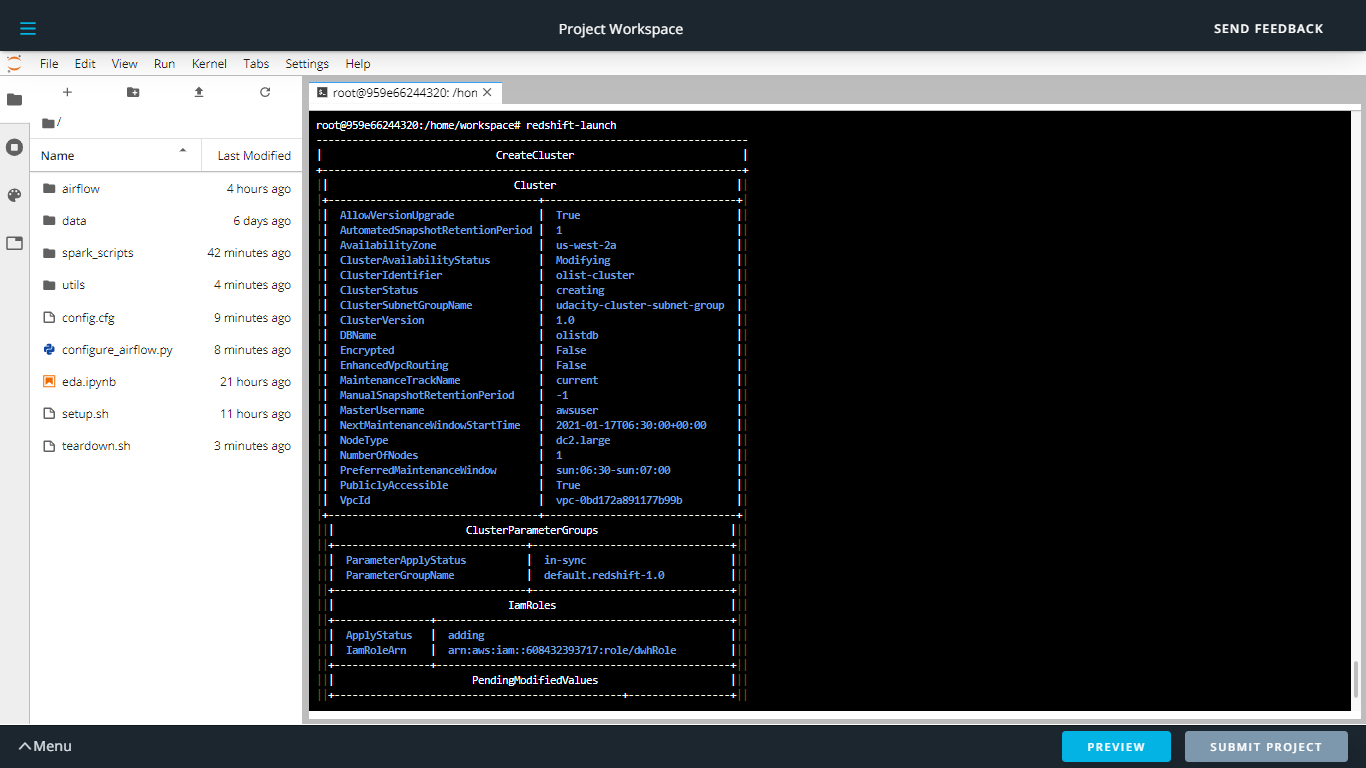 Project Workspace
SEND FEEDBACK
File Edit View Run Kernel Tabs Settings Help
root@959e66244320: /hon
/
Name Last Modified
airflow 4 hours ago
data 6 days ago
spark_scripts 42 minutes ago
utils 4 minutes ago
config.cfg 9 minutes ago
configure_airflow.py 8 minutes ago
eda.ipynb 21 hours ago
setup.sh 11 hours ago
teardown.sh 3 minutes ago
root@959e66244320:/home/workspace# redshift-launch
CreateCluster
Cluster
AllowVersionUpgrade | True
AutomatedSnapshotRetentionPeriod | 1
AvailabilityZone | us-west-2a
ClusterAvailabilityStatus | Modifying
ClusterIdentifier | olist-cluster
ClusterStatus | creating
ClusterSubnetGroupName | udacity-cluster-subnet-group
ClusterVersion | 1.0
DBName | olistdb
Encrypted | False
EnhancedVpcRouting | False
MaintenanceTrackName | current
ManualSnapshotRetentionPeriod | -1
MasterUsername | awsuser
NextMaintenanceWindowStartTime | 2021-01-17T06:30:00+00:00
NodeType | dc2.large
NumberOfNodes | 1
PreferredMaintenanceWindow | sun:06:30-sun:07:00
PubliclyAccessible | True
VpcId | vpc-0bd172a891177b99b
ClusterParameterGroups
ParameterApplyStatus | in-sync
ParameterGroupName | default.redshift-1.0
IamRoles
ApplyStatus | adding
IamRoleArn | arn:aws:iam::608432393717:role/dwhRole
PendingModifiedValues
Menu
PREVIEW
SUBMIT PROJECT